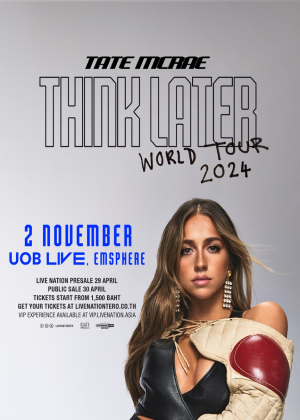 TATE McRAE
THINK LATER
WORLD TOUR
2024
2 NOVEMBER
UOB LIVE, EMSPHERE
LIVE NATION PRESALE 29 APRIL
PUBLIC SALE 30 APRIL
TICKETS START FROM 1,500 BAHT
GET YOUR TICKETS AT LIVENATIONTERO.CO.TH
VIP EXPERIENCE AVAILABLE AT VIPLIVENATION.ASIA